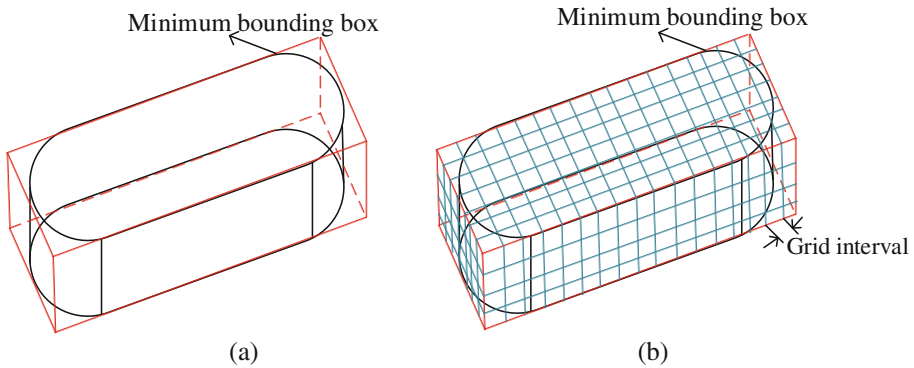 Minimum bounding box
Minimum bounding box
Grid interval
(a)
(b)